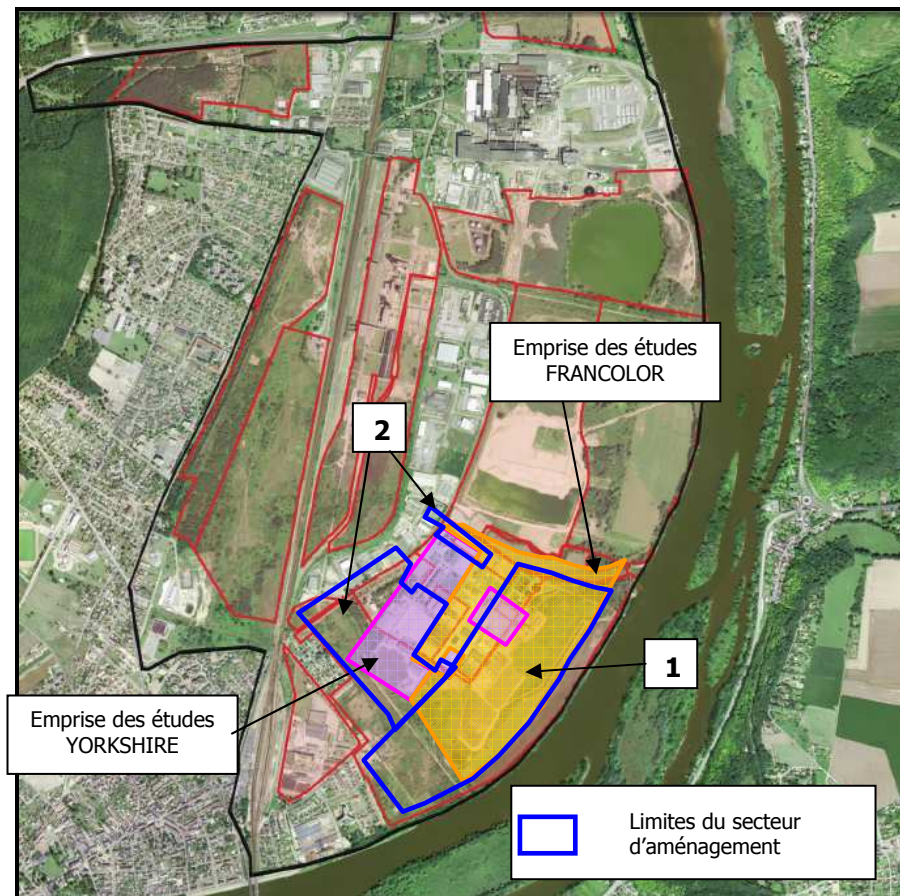 Emprise des études
FRANCOLOR
2
1
Emprise des études
YORKSHIRE
Limites du secteur
d'aménagement